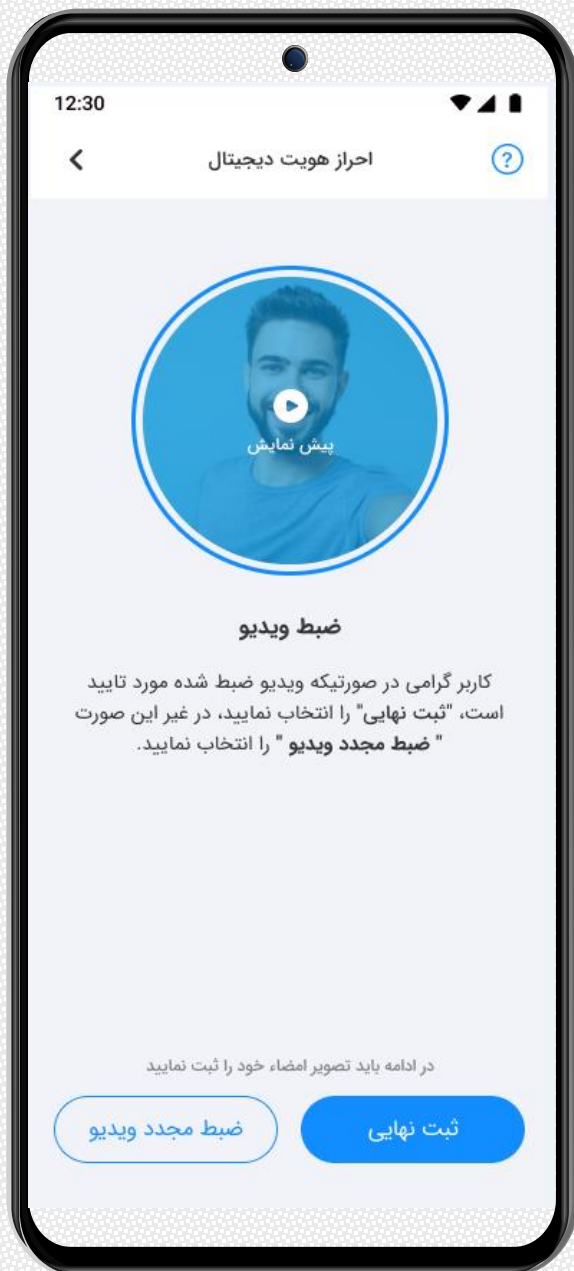 12:30
احراز هویت دیجیتال
?
پیش نمایش
ضبط ویدیو
کاربر گرامی در صورتیکه ویدیو ضبط شده مورد تایید
است، "ثبت نهایی" را انتخاب نمایید، در غیر این صورت
" ضبط مجدد ویدیو " را انتخاب نمایید.
در ادامه باید تصویر امضاء خود را ثبت نمایید
ثبت نهایی
ضبط مجدد ویدیو